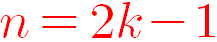 n = 2k − 1